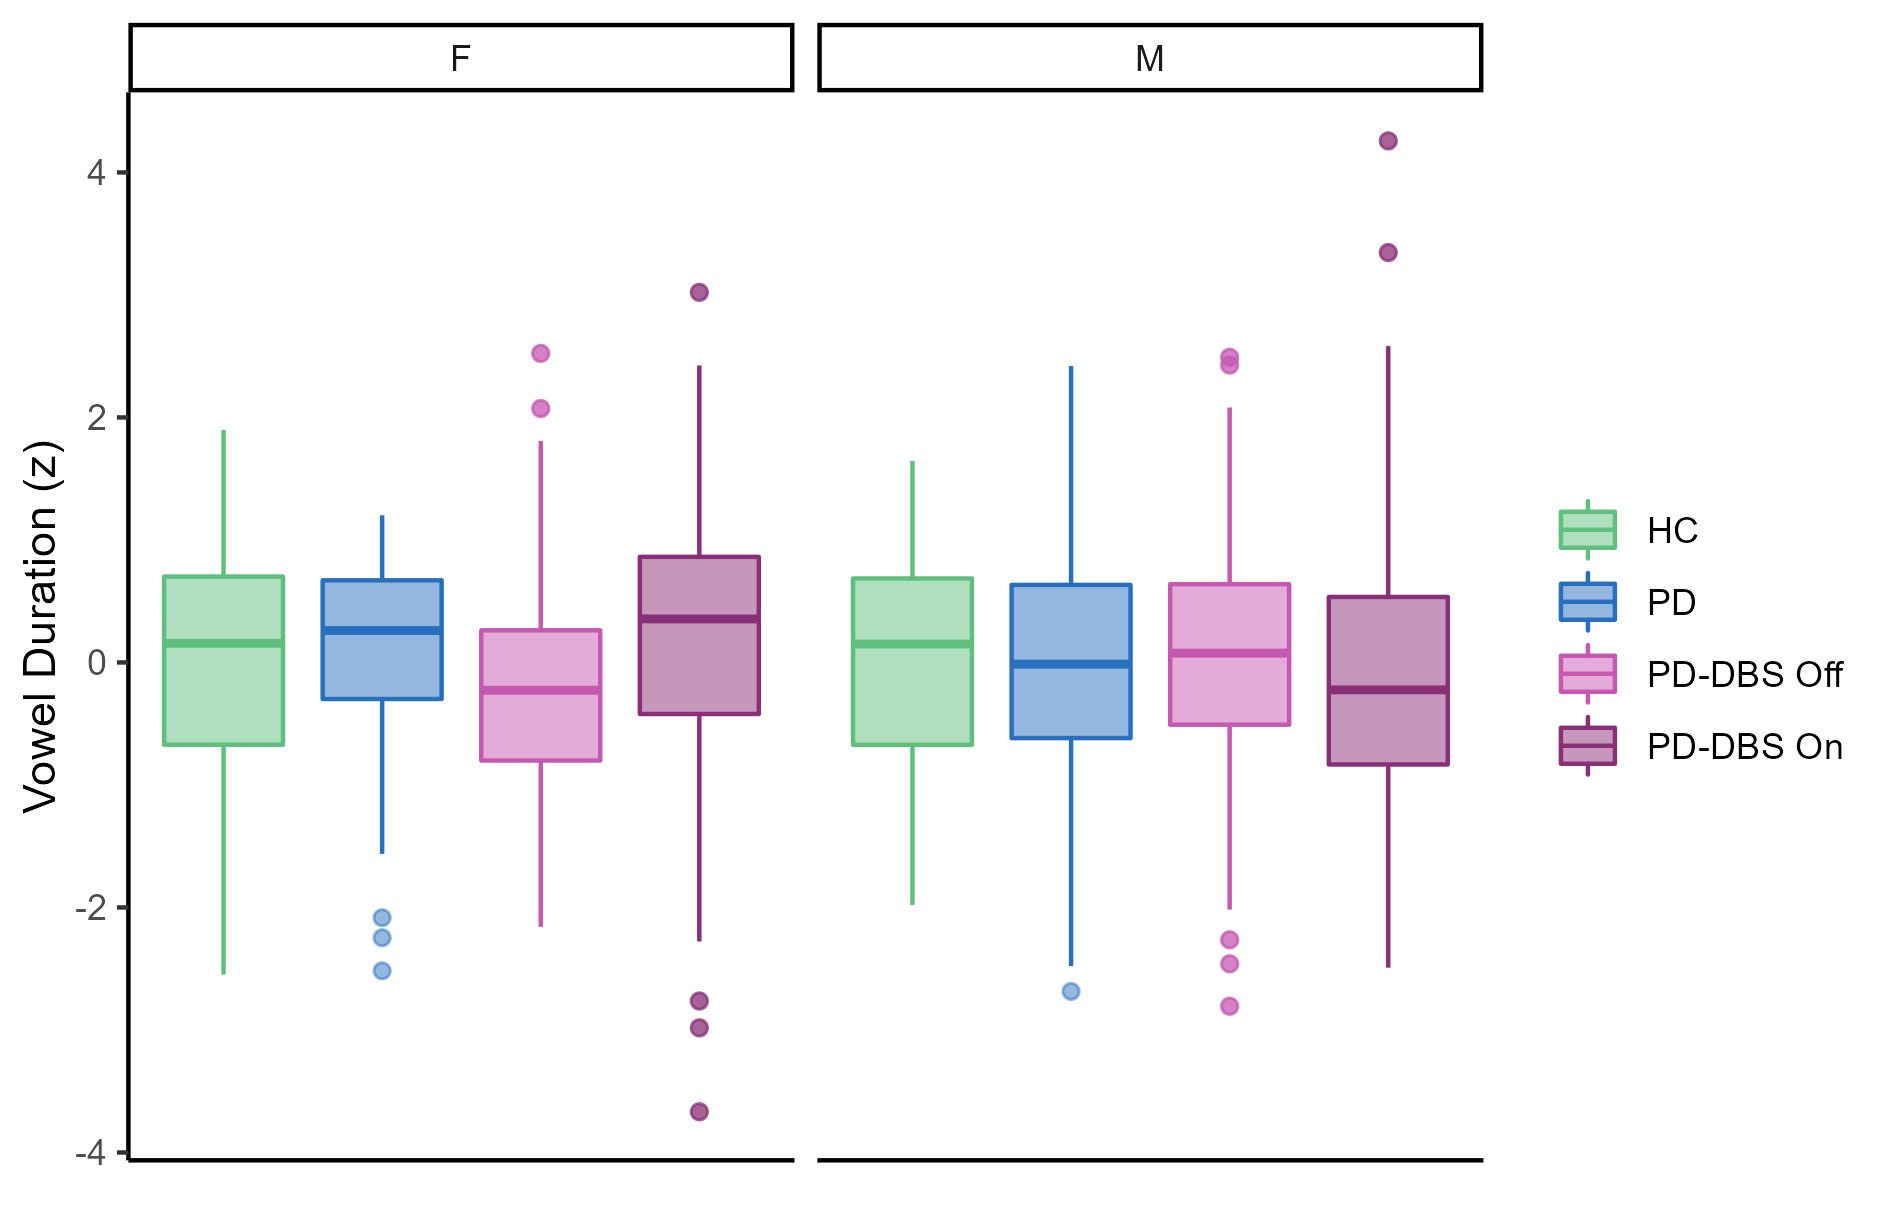 F
M
4
2
0
-2
-4
Vowel Duration (z)
HC
PD
PD-DBS Off
PD-DBS On